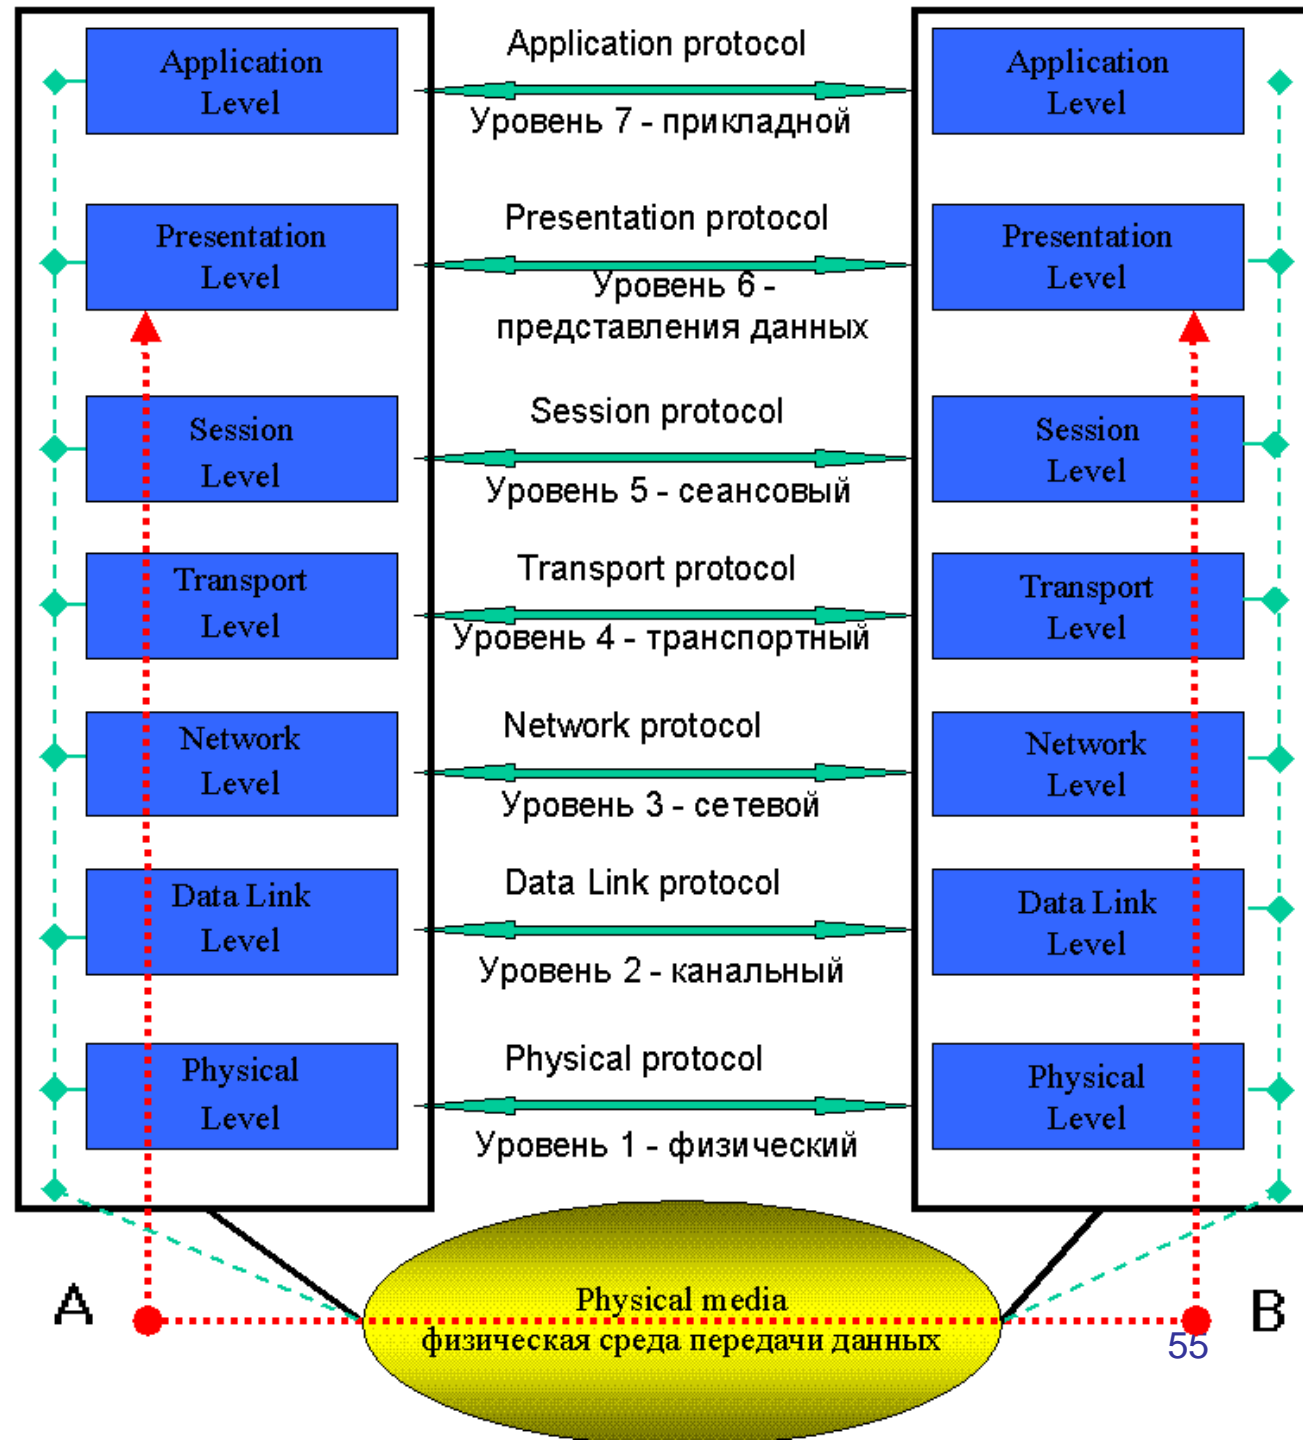 Application
Level
Application protocol
Уровень 7 - прикладной
Application
Level
Presentation
Level
Presentation protocol
Уровень 6 -
представления данных
Presentation
Level
Session
Level
Session protocol
Уровень 5 - сеансовый
Session
Level
Transport
Level
Transport protocol
Уровень 4 - транспортный
Transport
Level
Network
Level
Network protocol
Уровень 3 - сетевой
Network
Level
Data Link
Level
Data Link protocol
Уровень 2 - канальный
Data Link
Level
Physical
Level
Physical protocol
Уровень 1 - физический
Physical
Level
A
Physical media
физическая среда передачи данных
B
55